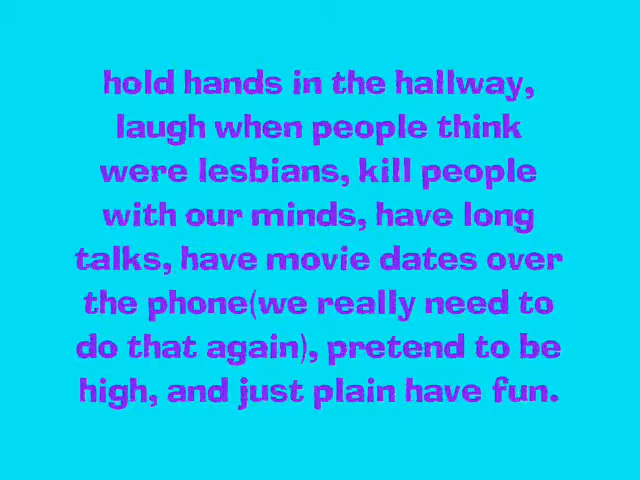 hold hands in the hallway,
laugh when people think
were lesbians, kill people
with our minds, have long
talks, have movie dates over
the phone(we really need to
do that again), pretend to be
high, and just plain have fun.